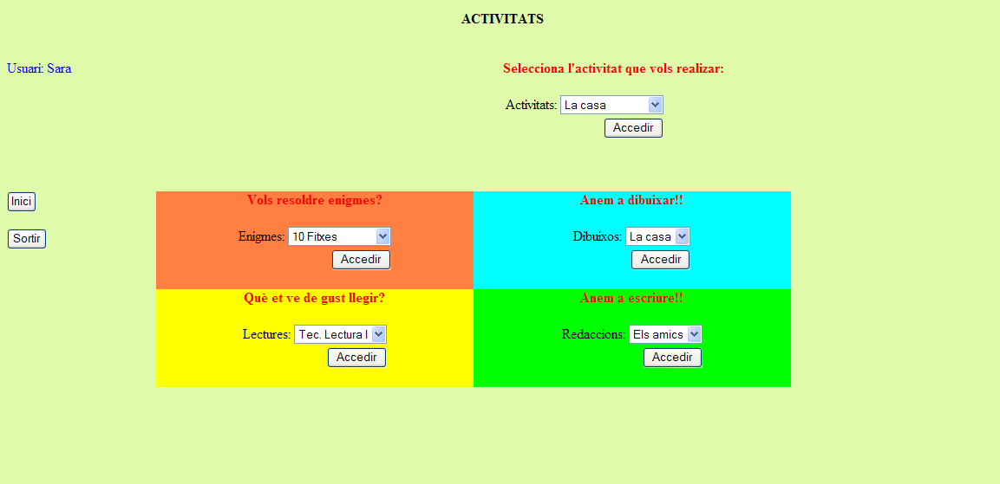 ACTIVITATS
Usuari: Sara
Selecciona l'activitat que vols realizar:
Activitats: La casa
Accedir
Inici
Sortir
Vols resoldre enigmes?
Enigmes: 10 Fitxes
Accedir
Anem a dibuixar!!
Dibuixos: La casa
Accedir
Què et ve de gust llegir?
Lectures: Tec. Lectura I
Accedir
Anem a escriure!!
Redaccions: Els amics
Accedir